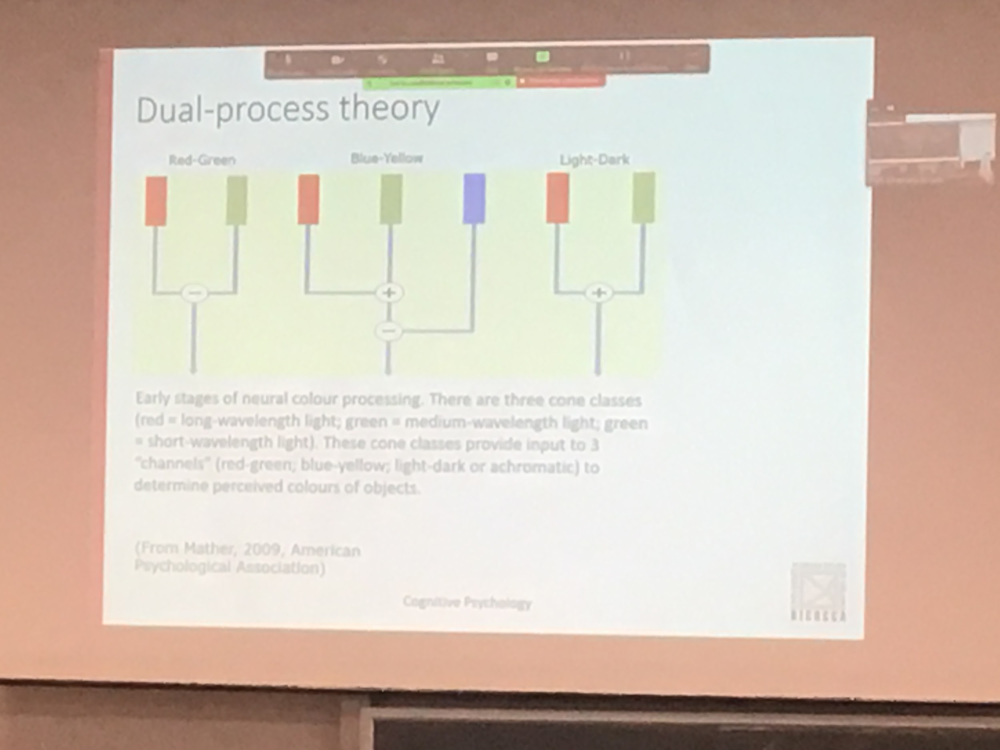 Dual-process theory
Red-Green
Blue-Yellow
Light-Dark
−
+
−
+
Early stages of neural colour processing. There are three cone classes
(red = long-wavelength light; green = medium-wavelength light; green
= short-wavelength light). These cone classes provide input to 3
"channels" (red-green; blue-yellow; light-dark or achromatic) to
determine perceived colours of objects.
(From Mather, 2009, American
Psychological Association)
Cognitive Psychology
BICOCCA